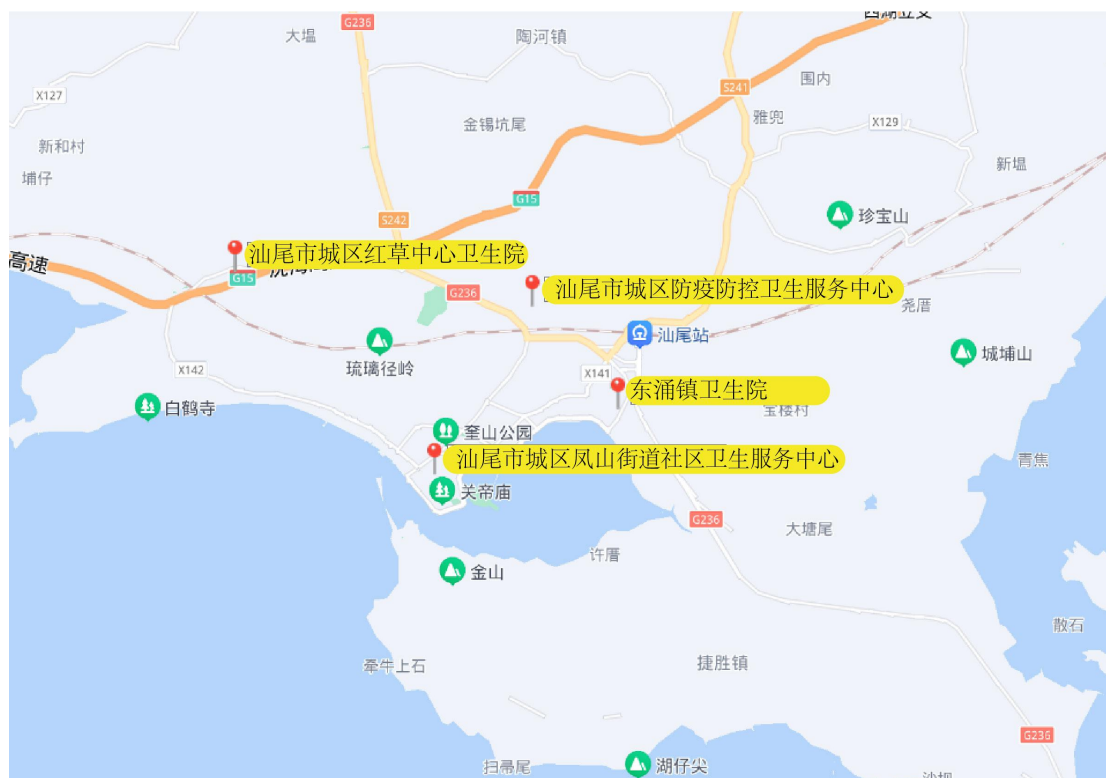 西湖立交
G236
大塭
陶河镇
围内
S241
X127
雅兜
X129
金锡坑尾
新和村
新塭
埔仔
G15
S242
珍宝山
汕尾市城区红草中心卫生院
高速
G15
汕尾市城区防疫防控卫生服务中心
G236
尧厝
汕尾站
城埔山
琉璃径岭
X142
X141
东涌镇卫生院
白鹤寺
宝楼村
奎山公园
汕尾市城区凤山街道社区卫生服务中心
青焦
关帝庙
G236
大塘尾
许厝
金山
散石
牵牛上石
捷胜镇
G236
扫帚尾
湖仔尖